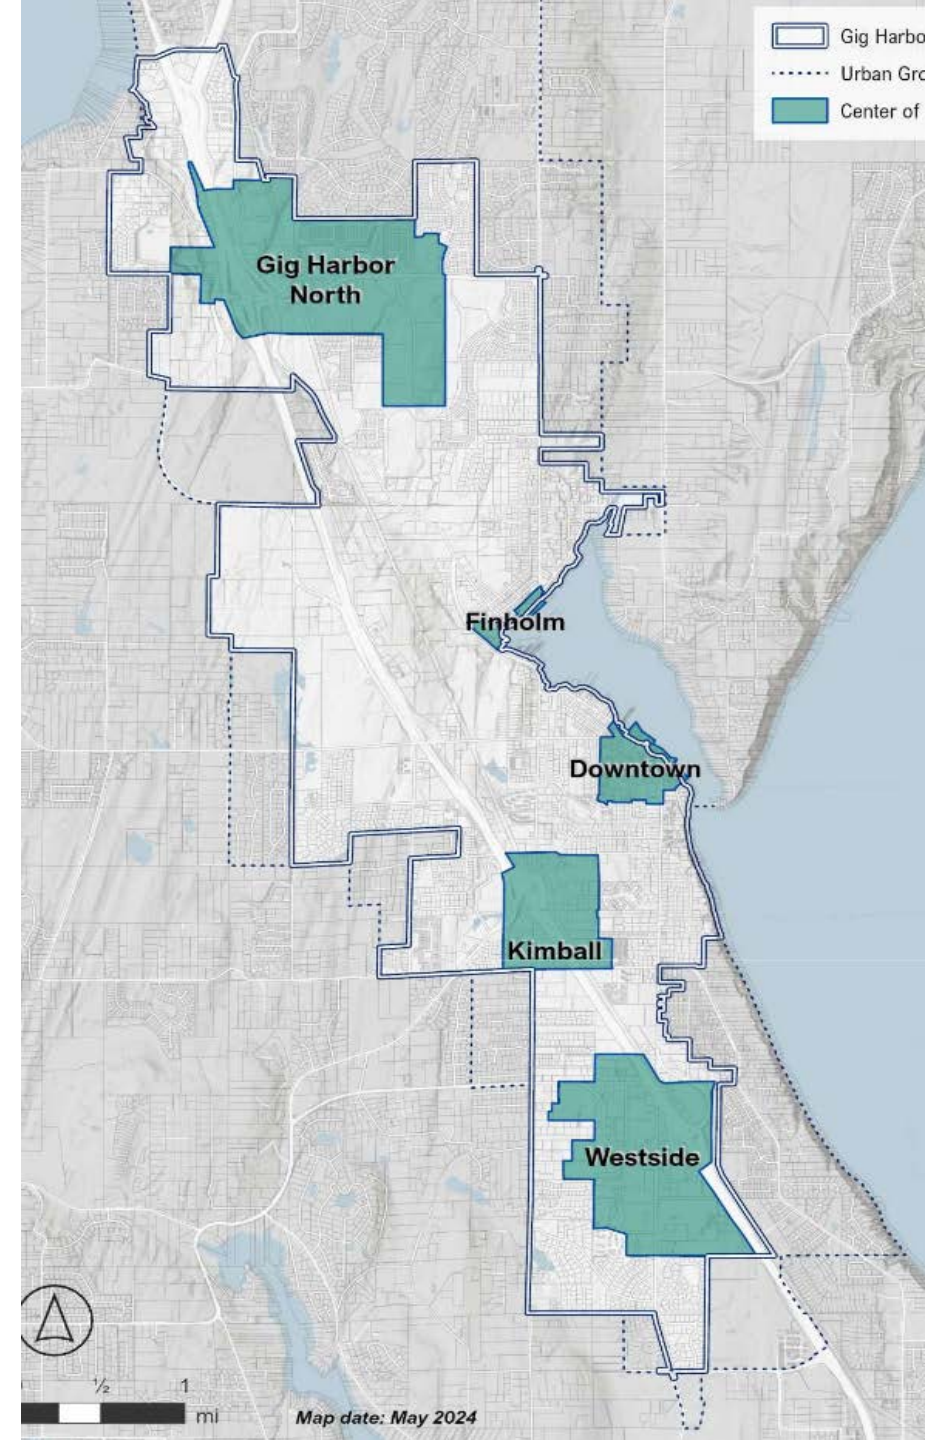 Gig Harbo
Urban Gro
Center of
Gig Harbor
North
Finholm
Downtown
Kimball
Westside
½ 1
mi
Map date: May 2024